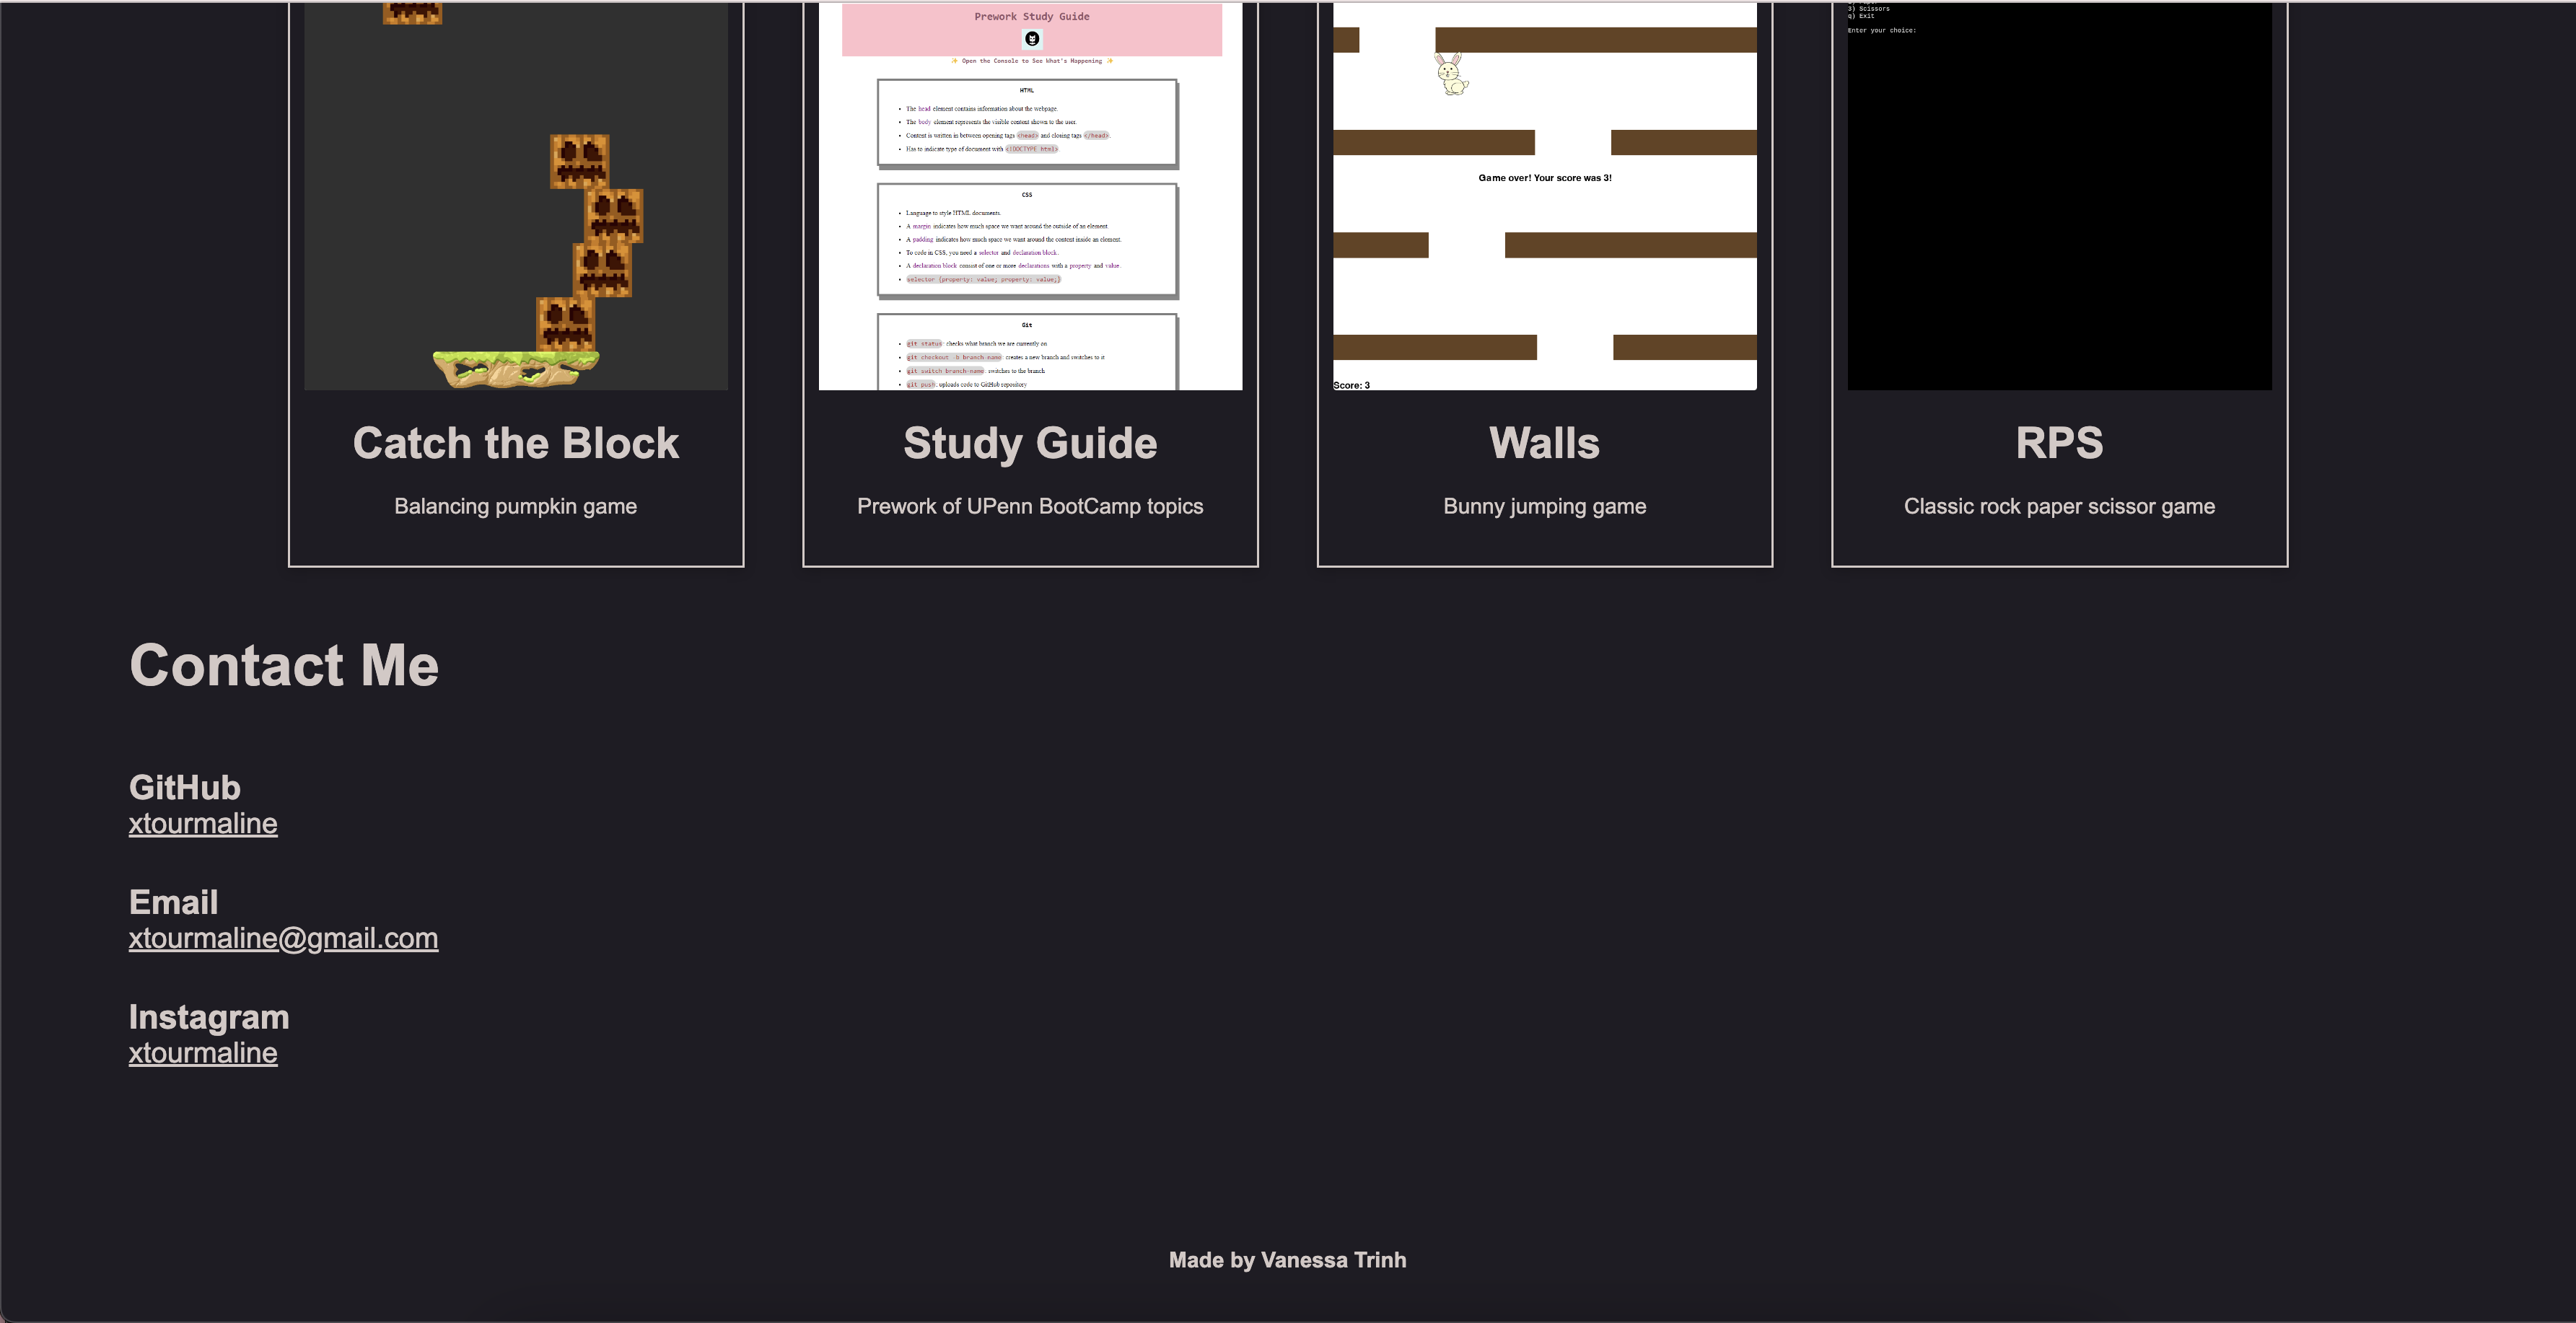 Prework Study Guide
✨ Open the Console to See What's Happening ✨
HTML
• The head element contains information about the webpage.
• The body element represents the visible content shown to the user.
• Content is written in between opening tags <head> and closing tags </head>.
• Has to indicate type of document with <!DOCTYPE html>
CSS
• Language to style HTML documents.
• A margin indicates how much space we want around the outside of an element.
• A padding indicates how much space we want around the content inside an element.
• To code in CSS, you need a selector and declaration block.
• A declaration block consist of one or more declarations with a property and value.
• selector {property: value; property: value;}
Git
• git status: checks what branch we are currently on
• git checkout -b branch-name: creates a new branch and switches to it
• git switch branch-name: switches to the branch
• git push: uploads code to GitHub repository
Game over! Your score was 3!
Score: 3
3) Scissors
q) Exit
Enter your choice:
Catch the Block
Balancing pumpkin game
Study Guide
Prework of UPenn BootCamp topics
Walls
Bunny jumping game
RPS
Classic rock paper scissor game
Contact Me
GitHub
xtourmaline
Email
xtourmaline@gmail.com
Instagram
xtourmaline
Made by Vanessa Trinh